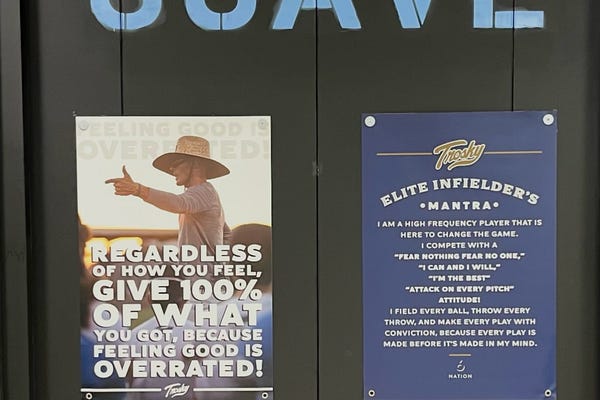 SUAVE
FEELING GOOD IS
OVERRATED!
REGARDLESS
OF HOW YOU FEEL,
GIVE 100%
OF WHAT
YOU GOT, BECAUSE
FEELING GOOD IS
OVERRATED!
Trosky
Trosky
ELITE INFIELDER'S
•MANTRA•
I AM A HIGH FREQUENCY PLAYER THAT IS
HERE TO CHANGE THE GAME.
I COMPETE WITH A
"FEAR NOTHING FEAR NO ONE,"
"I CAN AND I WILL,"
"I'M THE BEST"
"ATTACK ON EVERY PITCH"
ATTITUDE!
I FIELD EVERY BALL, THROW EVERY
THROW, AND MAKE EVERY PLAY WITH
CONVICTION, BECAUSE EVERY PLAY IS
MADE BEFORE IT'S MADE IN MY MIND.
6
NATION